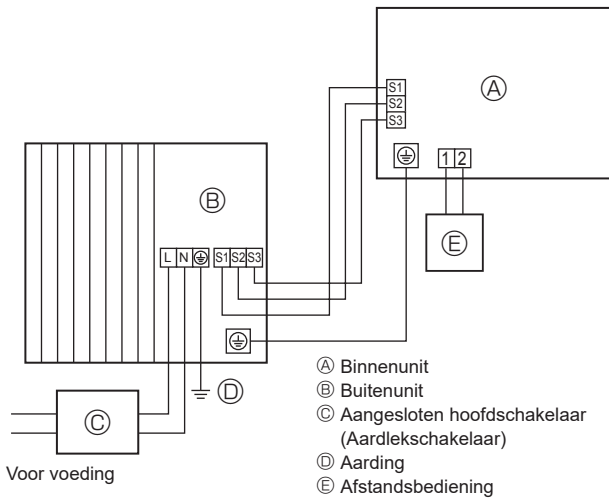 S1
S2
S3
Ⓐ
1 2
Ⓑ
Ⓔ
L N S1 S2 S3
Ⓓ
Ⓒ
Voor voeding
Ⓐ Binnenunit
Ⓑ Buitenunit
Ⓒ Aangesloten hoofdschakelaar
(Aardlekschakelaar)
Ⓓ Aarding
Ⓔ Afstandsbediening